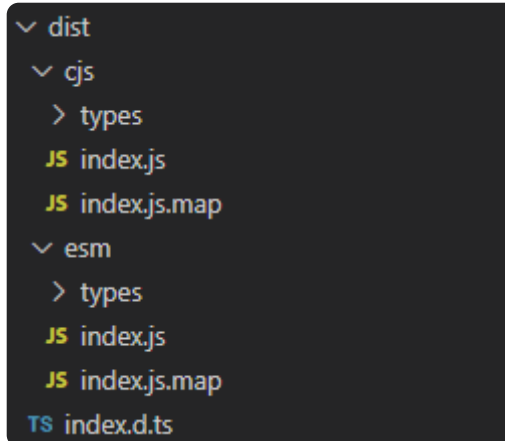 dist
cjs
types
JS index.js
JS index.js.map
esm
types
JS index.js
JS index.js.map
TS index.d.ts